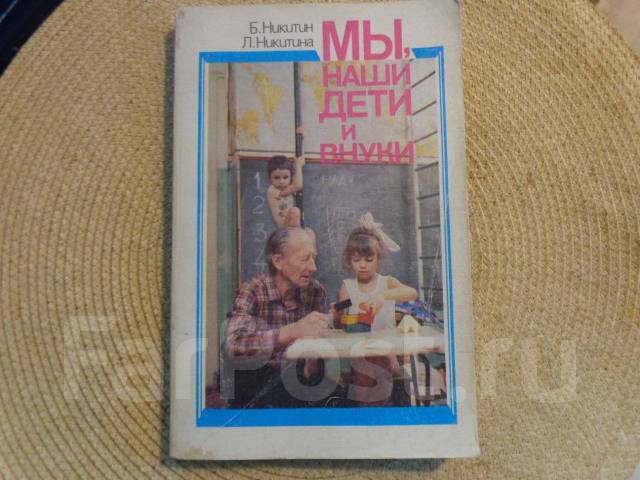 Б. Никитин
Л. Никитина
МЫ,
НАШИ
ДЕТИ
И
ВНУКИ
1
2
3
4
FarPost.ru